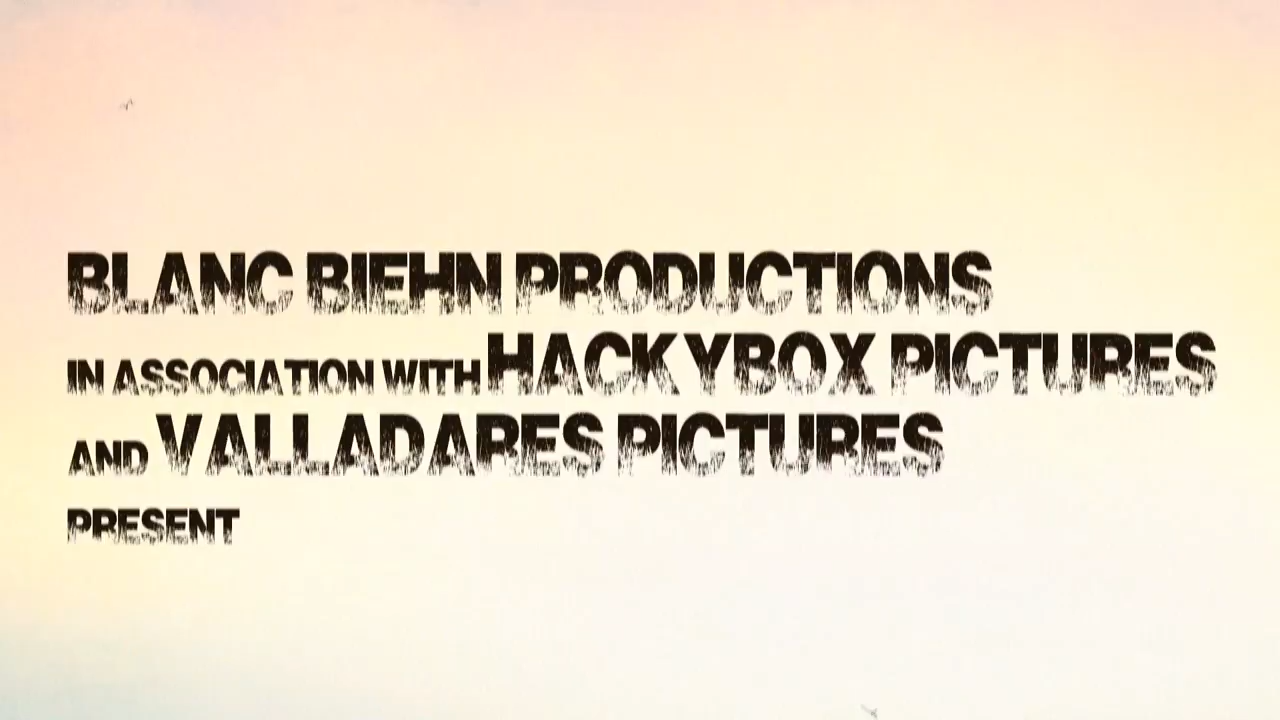 BLANC BIEHN PRODUCTIONS
IN ASSOCIATION WITH HACKYBOX PICTURES
AND VALLADARES PICTURES
PRESENT